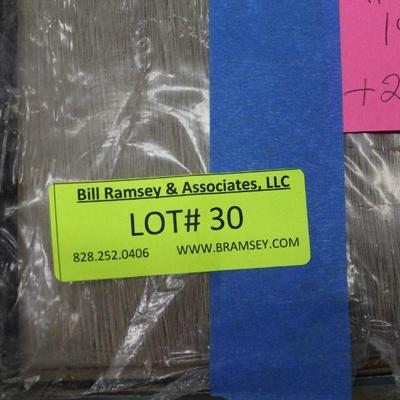 Bill Ramsey & Associates, LLC
LOT# 30
828.252.0406 WWW.BRAMSEY.COM